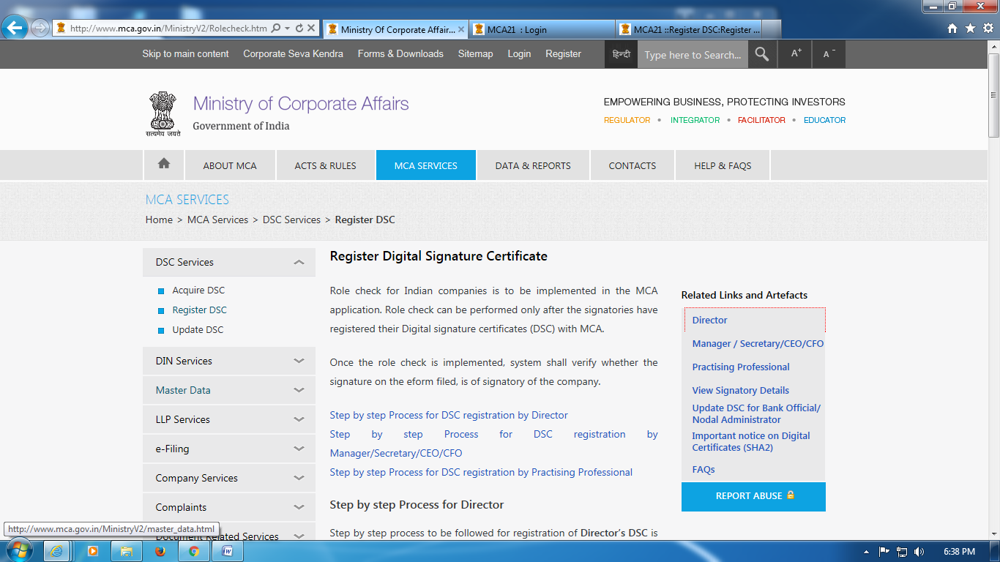 http://www.mca.gov.in/MinistryV2/Rolecheck.htm
Ministry Of Corporate Affair...
MCA21 : Login
MCA21 ::Register DSC:Register ...
Skip to main content
Corporate Seva Kendra
Forms & Downloads
Sitemap
Login
Register
हिन्दी
Type here to Search...
A+
A -
सत्यमेव जयते
Ministry of Corporate Affairs
Government of India
EMPOWERING BUSINESS, PROTECTING INVESTORS
REGULATOR • INTEGRATOR • FACILITATOR • EDUCATOR
ABOUT MCA
ACTS & RULES
MCA SERVICES
DATA & REPORTS
CONTACTS
HELP & FAQS
MCA SERVICES
Home > MCA Services > DSC Services > Register DSC
DSC Services
Acquire DSC
Register DSC
Update DSC
DIN Services
Master Data
LLP Services
e-Filing
Company Services
Complaints
Document Related Services
Register Digital Signature Certificate
Role check for Indian companies is to be implemented in the MCA
application. Role check can be performed only after the signatories have
registered their Digital signature certificates (DSC) with MCA.
Once the role check is implemented, system shall verify whether the
signature on the eform filed, is of signatory of the company.
Step by step Process for DSC registration by Director
Step by step Process for DSC registration by
Manager/Secretary/CEO/CFO
Step by step Process for DSC registration by Practising Professional
Step by step Process for Director
Step by step process to be followed for registration of Director's DSC is
Related Links and Artefacts
Director
Manager / Secretary/CEO/CFO
Practising Professional
View Signatory Details
Update DSC for Bank Official/
Nodal Administrator
Important notice on Digital
Certificates (SHA2)
FAQs
REPORT ABUSE
http://www.mca.gov.in/MinistryV2/master_data.html
6:38 PM